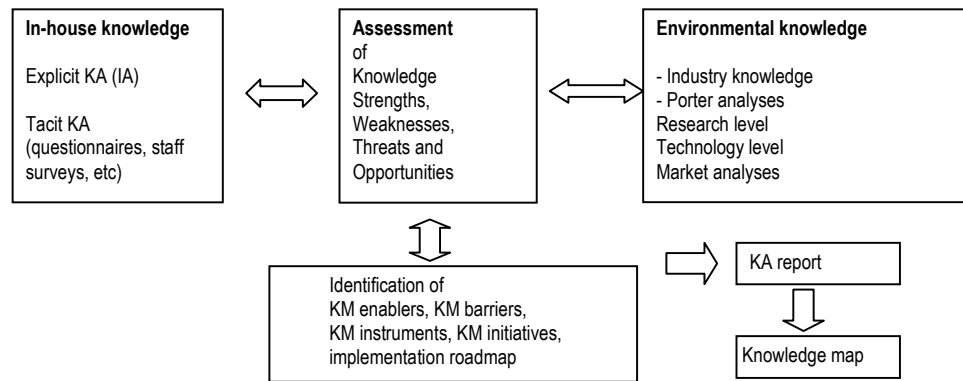 In-house knowledge
Explicit KA (IA)
Tacit KA
(questionnaires, staff
surveys, etc)
Assessment
of
Knowledge
Strengths,
Weaknesses,
Threats and
Opportunities
Environmental knowledge
- Industry knowledge
- Porter analyses
Research level
Technology level
Market analyses
Identification of
KM enablers, KM barriers,
KM instruments, KM initiatives,
implementation roadmap
KA report
Knowledge map